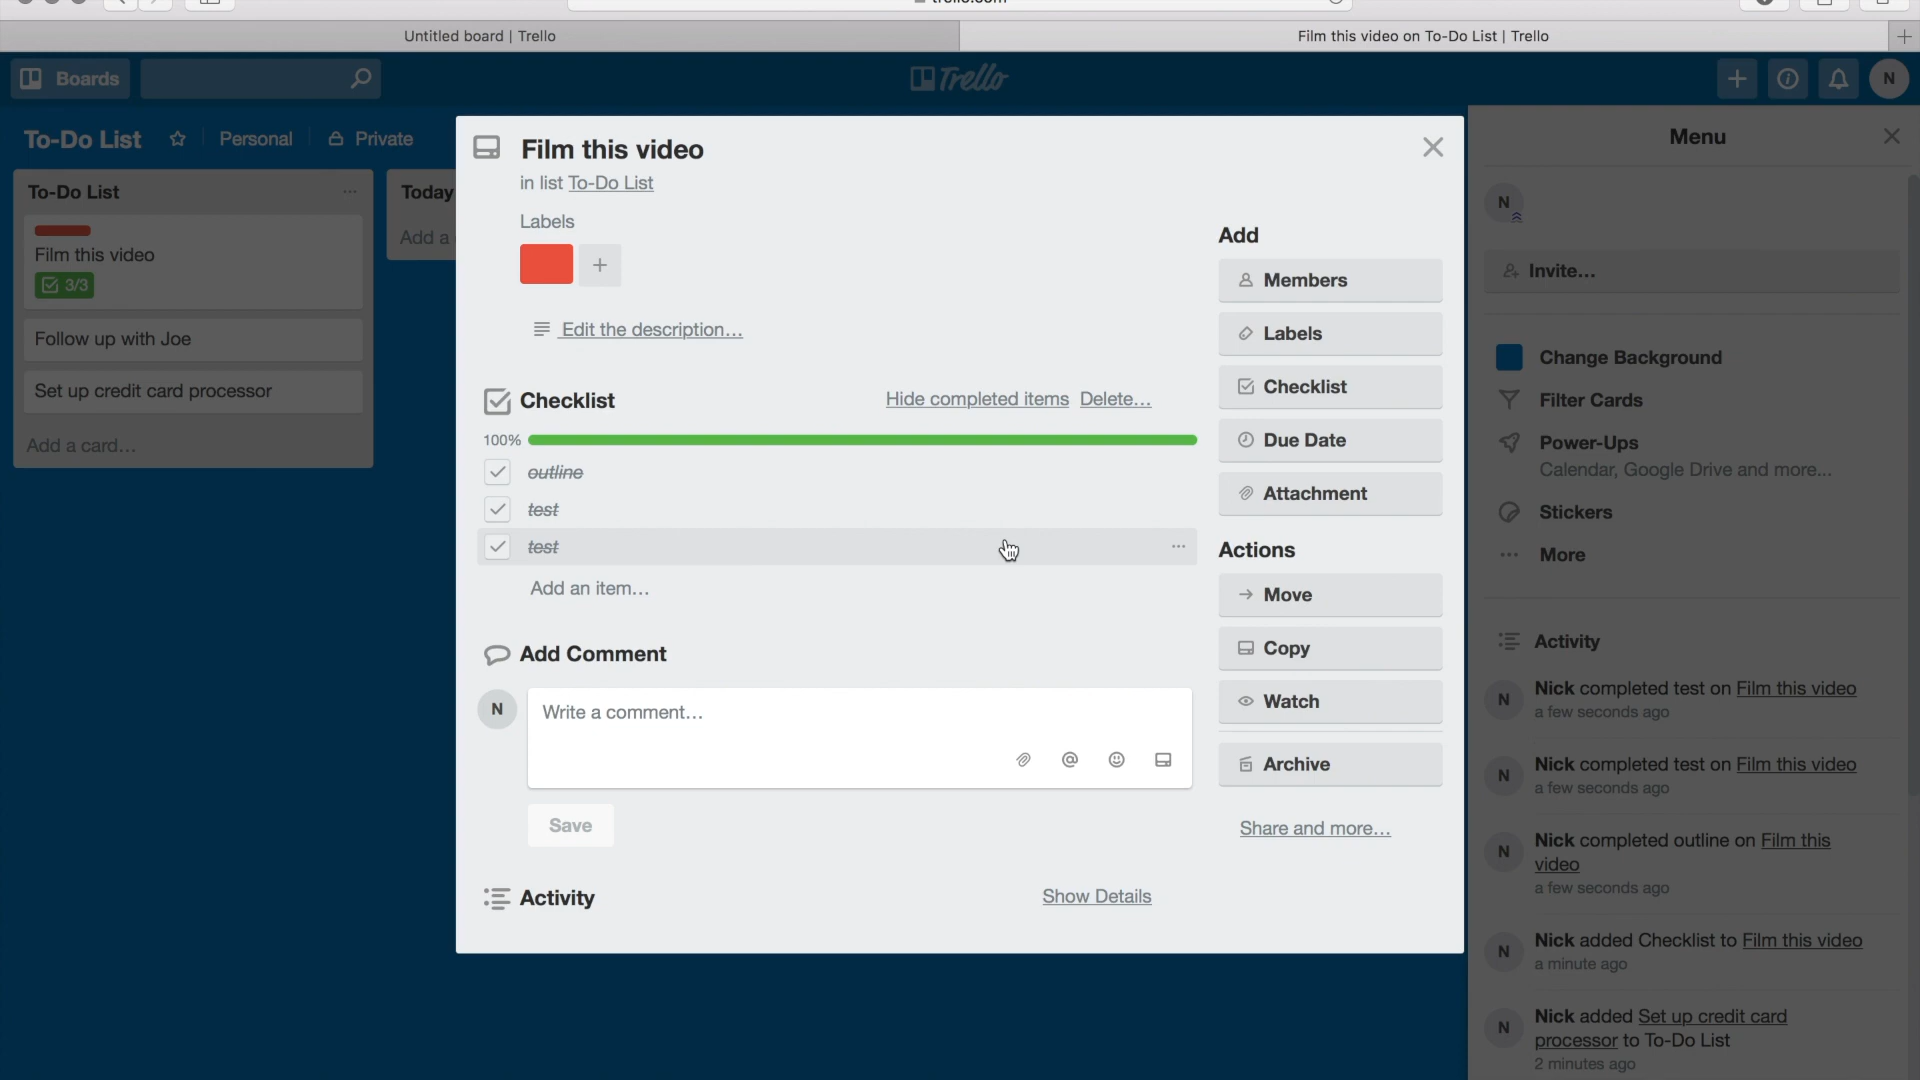 Untitled board | Trello
Film this video on To-Do List | Trello
Boards
Trello
N
To-Do List
Personal
Private
To-Do List
Film this video
3/3
Follow up with Joe
Set up credit card processor
Add a card…
Today
Add a
Film this video
in list To-Do List
Labels
Edit the description…
Checklist
Hide completed items
Delete…
100%
outline
test
test
Add an item…
Add Comment
N
Write a comment…
Save
Activity
Show Details
Add
Members
Labels
Checklist
Due Date
Attachment
Actions
Move
Copy
Watch
Archive
Share and more…
Menu
N
Invite…
Change Background
Filter Cards
Power-Ups
Calendar, Google Drive and more…
Stickers
More
Activity
N
Nick completed test on Film this video
a few seconds ago
N
Nick completed test on Film this video
a few seconds ago
N
Nick completed outline on Film this
video
a few seconds ago
N
Nick added Checklist to Film this video
a minute ago
N
Nick added Set up credit card
processor to To-Do List
2 minutes ago